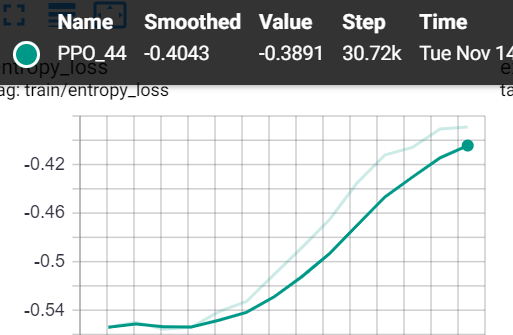 Name Smoothed Value Step Time
PPO_44 -0.4043 -0.3891 30.72k Tue Nov 14
entropy_loss
ag: train/entropy_loss
ta
-0.42
-0.46
-0.5
-0.54